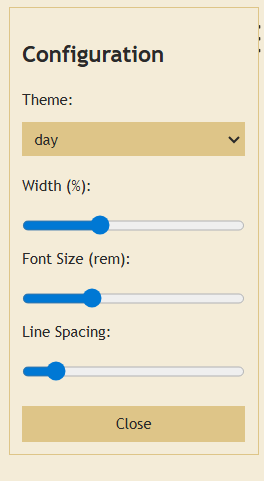 Configuration
Theme:
day
Width (%):
Font Size (rem):
Line Spacing:
Close